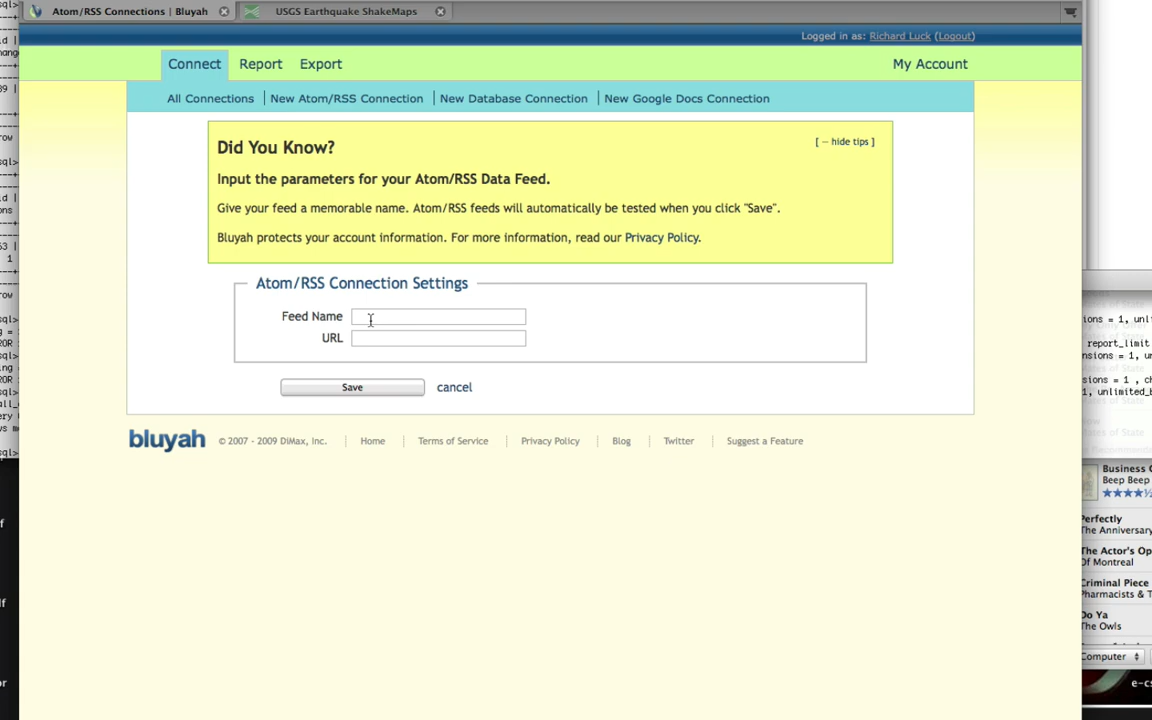 Atom/RSS Connections | Bluyah
USGS Earthquake ShakeMaps
Logged in as: Richard Luck (Logout)
Connect Report Export My Account
All Connections | New Atom/RSS Connection | New Database Connection | New Google Docs Connection
Did You Know? [ − hide tips ]
Input the parameters for your Atom/RSS Data Feed.
Give your feed a memorable name. Atom/RSS feeds will automatically be tested when you click "Save".
Bluyah protects your account information. For more information, read our Privacy Policy.
Atom/RSS Connection Settings
Feed Name
URL
Save cancel
bluyah © 2007 - 2009 DiMax, Inc. | Home | Terms of Service | Privacy Policy | Blog | Twitter | Suggest a Feature
report_limit
Business
Beep Beep
Perfectly
The Anniversary
The Actor's Op
Of Montreal
Criminal Piece
Pharmacists & T
Do Ya
The Owls
Computer